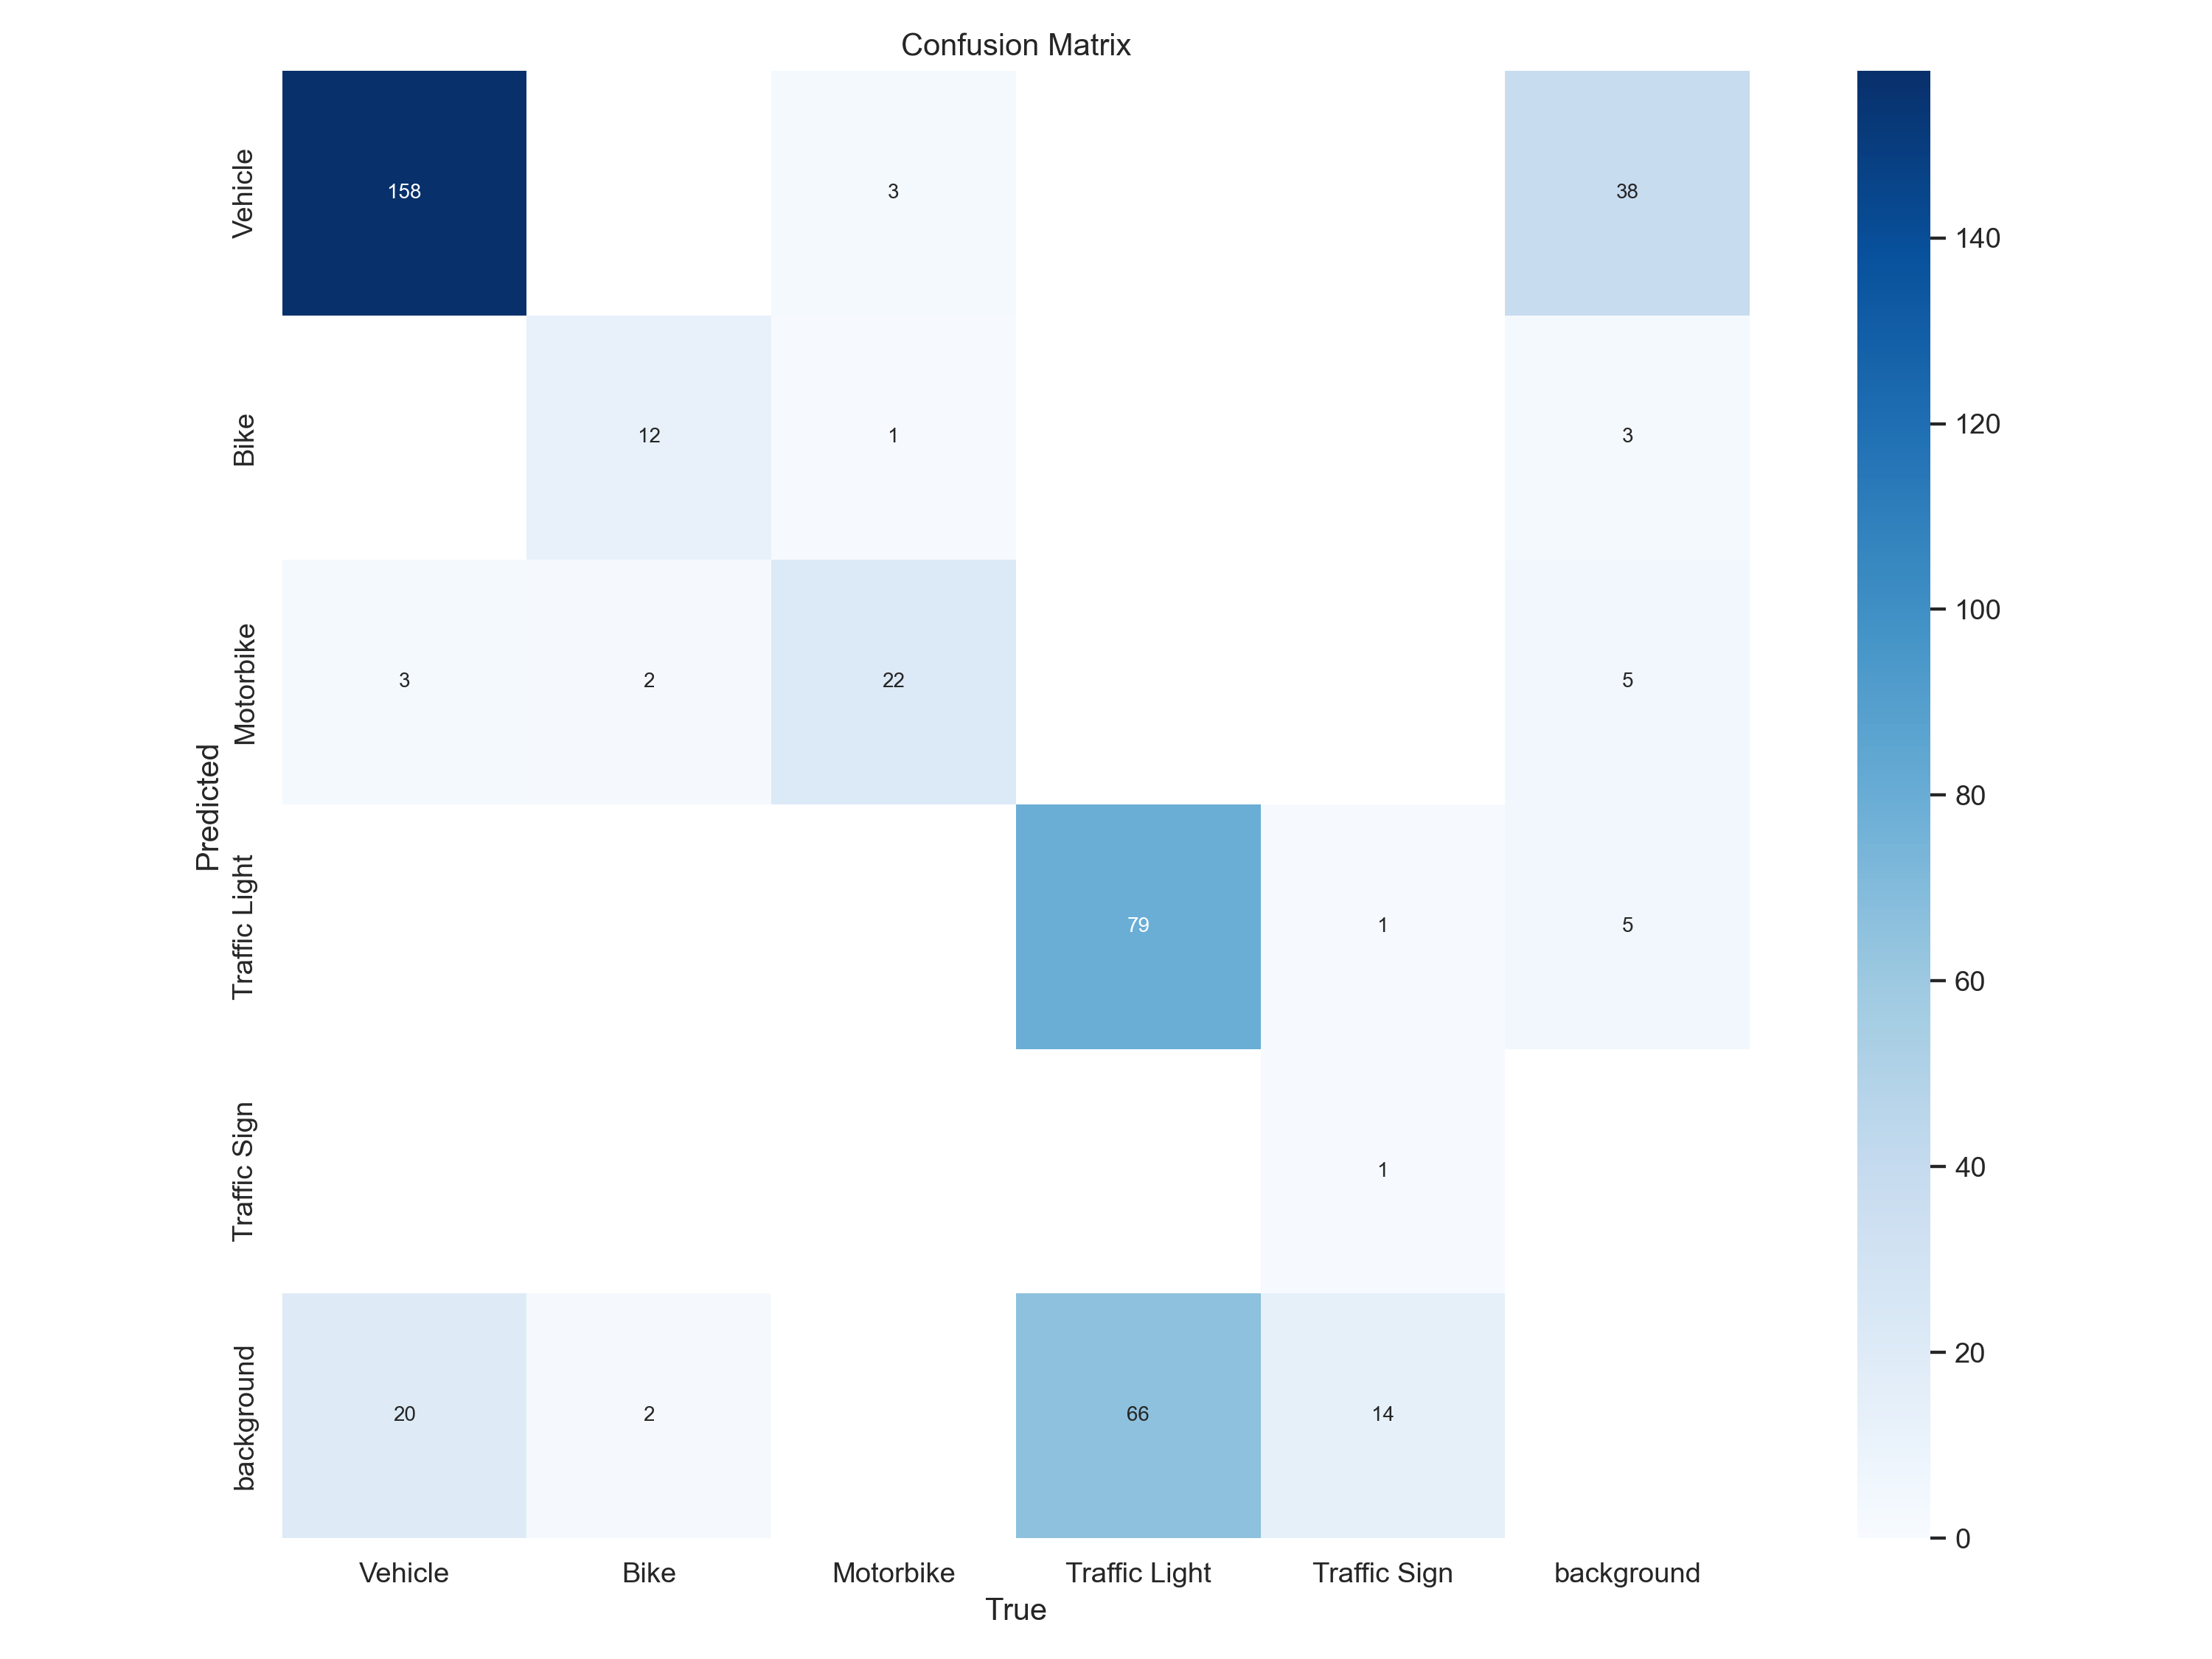 Confusion Matrix
Vehicle
158
3
38
140
Bike
12
1
3
120
Motorbike
3
2
22
5
100
Predicted
Traffic Light
79
1
5
80
60
Traffic Sign
1
40
background
20
2
66
14
20
0
Vehicle
Bike
Motorbike
Traffic Light
Traffic Sign
background
True